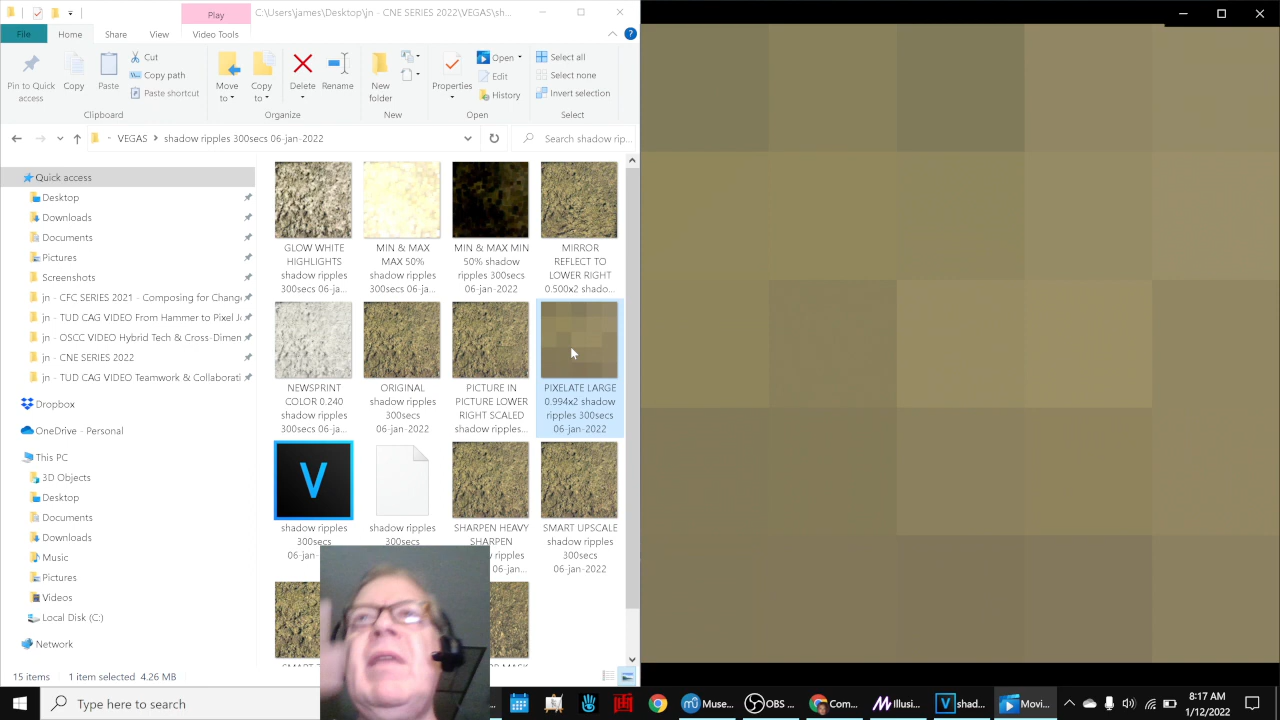 Play
C:\Users\james\Desktop\jn - CNE SERIES 2022\VEGAS\sh...
File
Home
Share
View
Video Tools
Pin to Quick access
Copy
Paste
Cut
Copy path
Paste shortcut
Clipboard
Move to
Copy to
Delete
Rename
Organize
New folder
New
Properties
Open
Edit
History
Open
Select all
Select none
Invert selection
Select
VEGAS
shadow ripples 300secs 06-jan-2022
Search shadow rip...
Quick access
Desktop
Downloads
Documents
Pictures
Screenshots
jn - CFC SERIES 2021 - Composing for Change
jn - TUD CAG VIDEO From Hammer to Pixel Jo
jn - OSCC VIDEO Hybrid Tech & Cross-Dimen
jn - CNE SERIES 2022
jn - TUD CAG VIDEO Teamwork & Collaborati
Dropbox
OneDrive - Personal
This PC
3D Objects
Desktop
Documents
Downloads
Music
Pictures
Videos
Local Disk (C:)
Network
GLOW WHITE HIGHLIGHTS shadow ripples 300secs 06-ja...
MIN & MAX MAX 50% shadow ripples 300secs 06-ja...
MIN & MAX MIN 50% shadow ripples 300secs 06-jan-2022
MIRROR REFLECT TO LOWER RIGHT 0.500x2 shado...
NEWSPRINT COLOR 0.240 shadow ripples 300secs 06-ja...
ORIGINAL shadow ripples 300secs 06-jan-2022
PICTURE IN PICTURE LOWER RIGHT SCALED shadow ripples...
PIXELATE LARGE 0.994x2 shadow ripples 300secs 06-jan-2022
V
shadow ripples 300secs
shadow ripples 300secs
SHARPEN HEAVY SHARPEN
06-jan...
SMART UPSCALE shadow ripples 300secs 06-jan-2022
4.26 MB
Type here to search
Muse...
OBS ...
Com...
Illusi...
shad...
Movi...
8:17 AM
1/12/2022